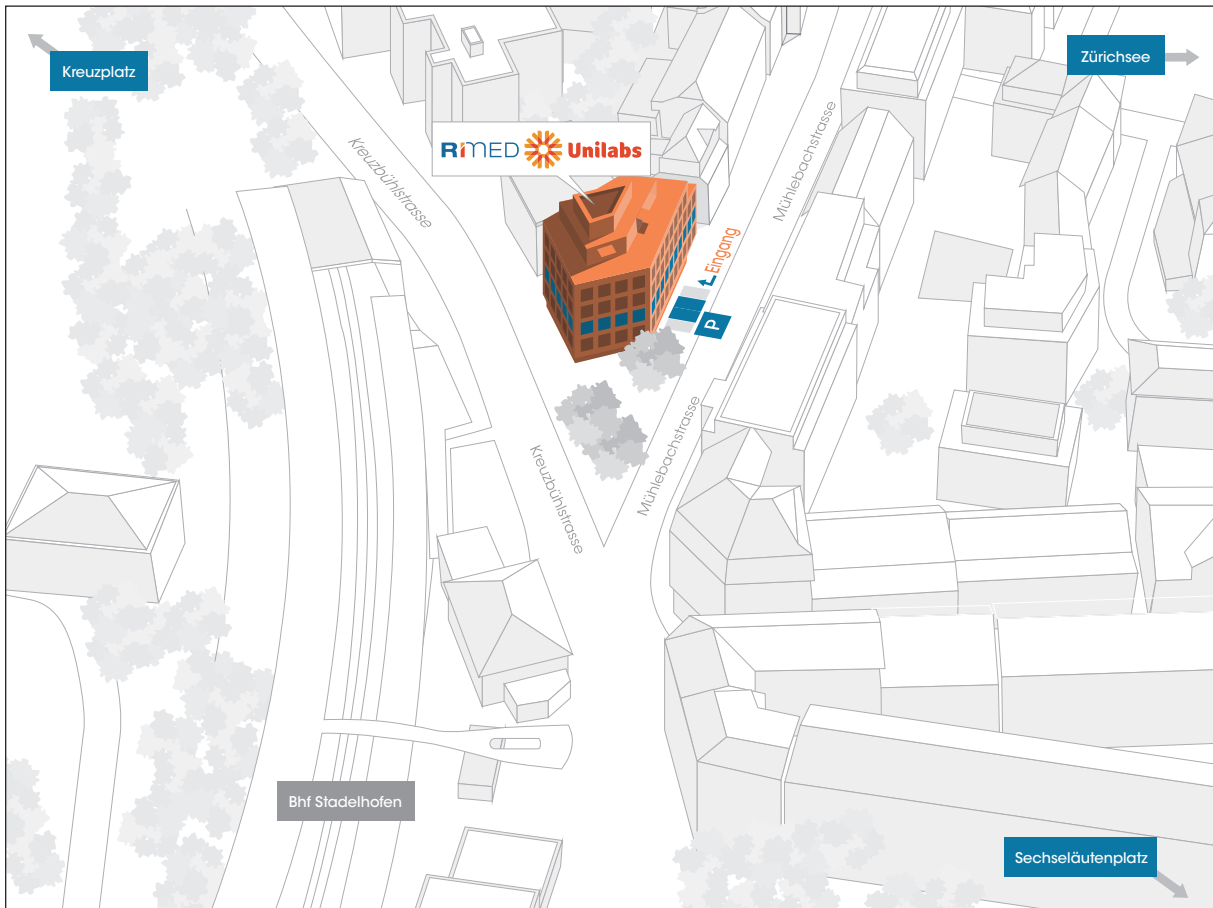 Kreuzplatz
Zürichsee
RIMED Unilabs
Kreuzbühlstrasse
Mühlebachstrasse
Eingang
P
Kreuzbühlstrasse
Mühlebachstrasse
Bhf Stadelhofen
Sechseläutenplatz